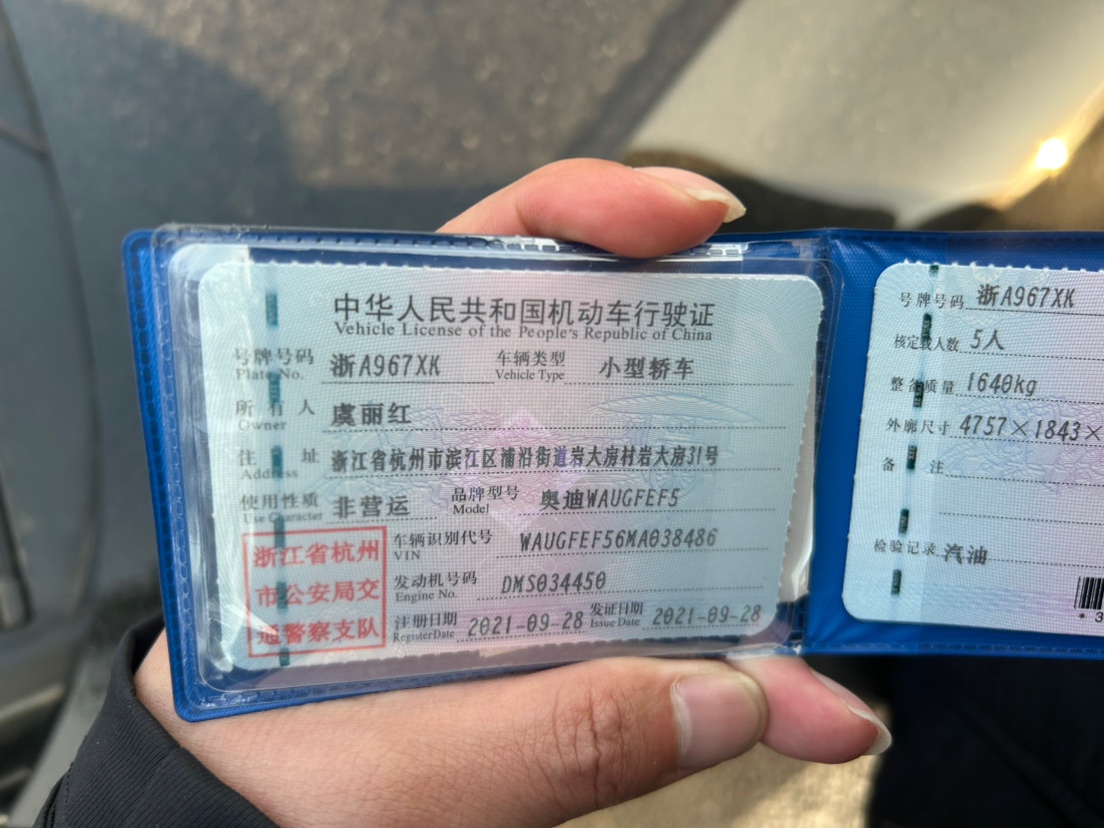 中华人民共和国机动车行驶证
Vehicle License of the People's Republic of China
号牌号码 浙A967XK 车辆类型 小型轿车
Plate No. Vehicle Type
所有人 虞丽红
Owner
住址 浙江省杭州市滨江区浦沿街道岩大房村岩大房31号
Address
使用性质 非营运 品牌型号 奥迪WAUGFEF5
Use Character Model
车辆识别代号 WAUGFEF56MA038486
VIN
发动机号码 DMS034450
Engine No.
注册日期 2021-09-28 发证日期 2021-09-28
Register Date Issue Date
浙江省杭州
市公安局交
通警察支队
号牌号码 浙A967XK
核定载人数 5人
整备质量 1640kg
外廓尺寸 4757×1843×
备注
检验记录 汽油
* 3